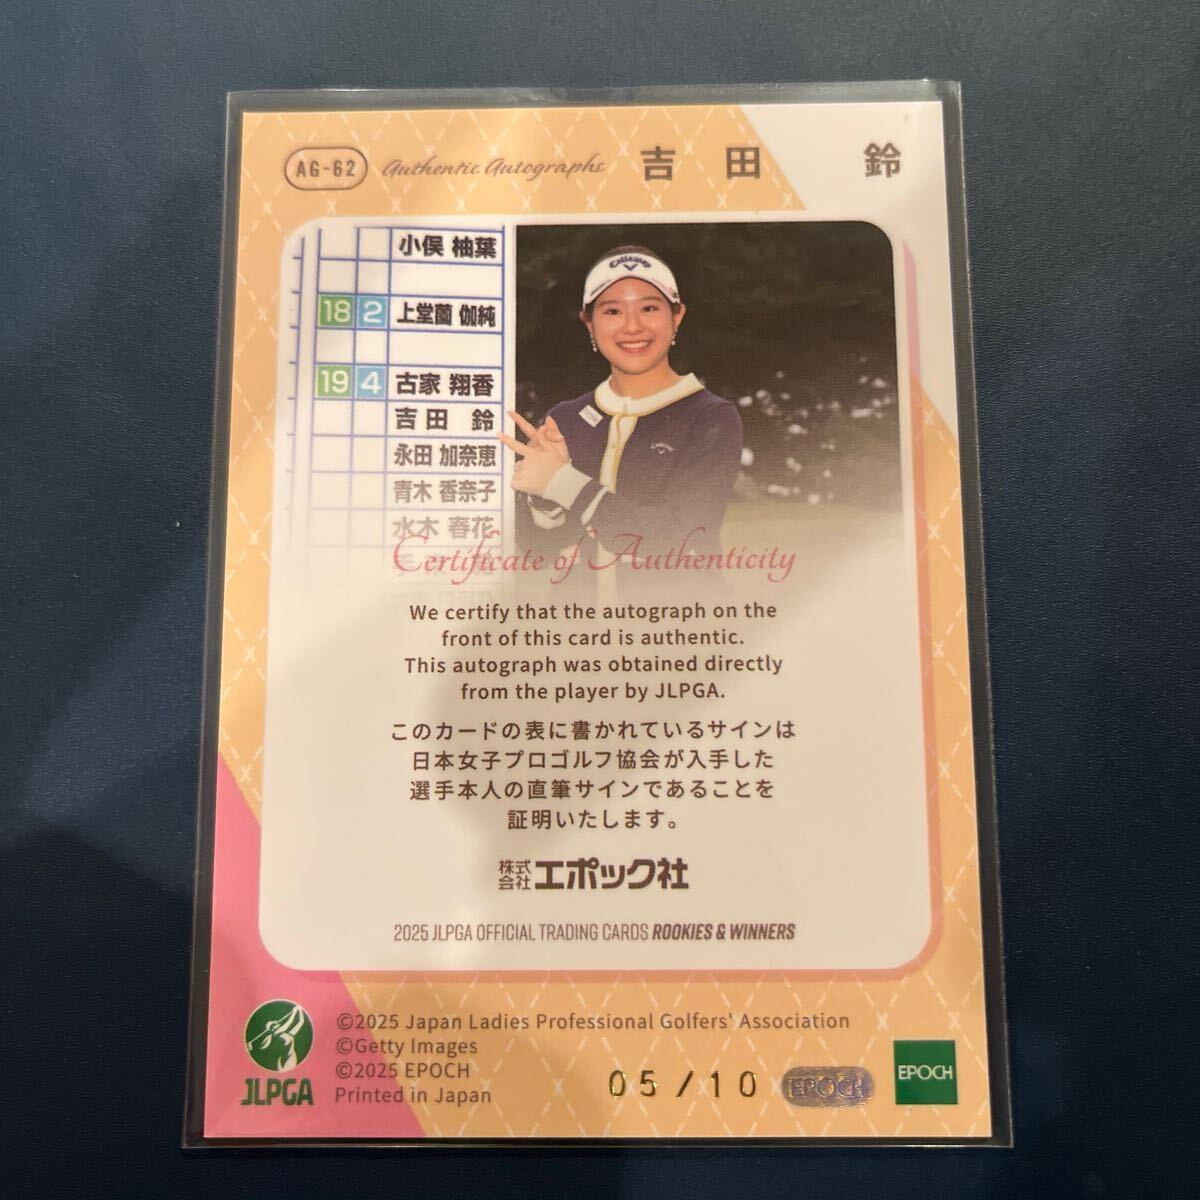 AG-62 Authentic Autographs 吉田 鈴
小俣 柚葉
18 2 上堂薗 伽純
19 4 古家 翔香
吉田 鈴
永田 加奈恵
青木 香奈子
水木 春花
Callaway
Certificate of Authenticity
We certify that the autograph on the
front of this card is authentic.
This autograph was obtained directly
from the player by JLPGA.
このカードの表に書かれているサインは
日本女子プロゴルフ協会が入手した
選手本人の直筆サインであることを
証明いたします。
株式会社エポック社
2025 JLPGA OFFICIAL TRADING CARDS ROOKIES & WINNERS
©2025 Japan Ladies Professional Golfers' Association
©Getty Images
©2025 EPOCH
Printed in Japan
JLPGA
05/10
EPOCH
EPOCH